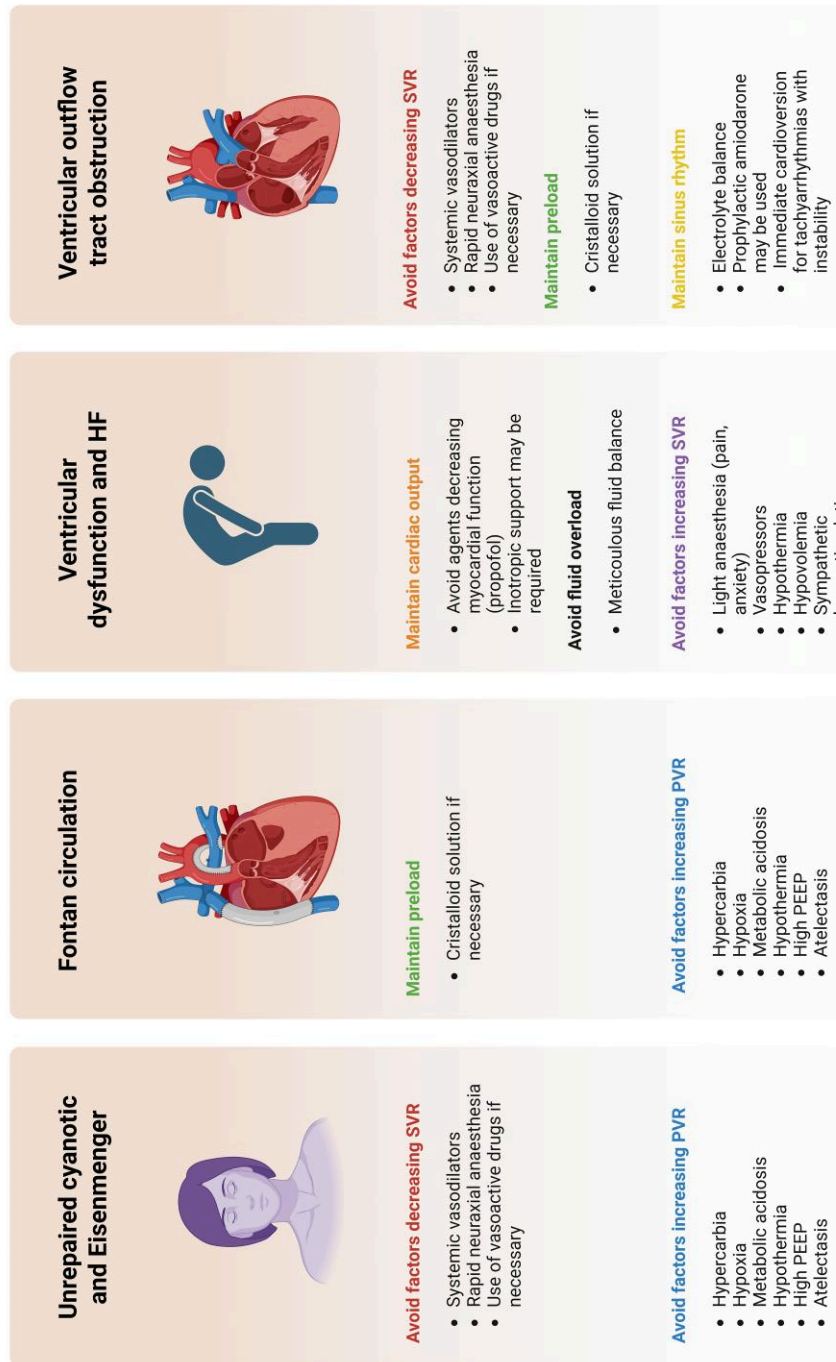 Unrepaired cyanotic
and Eisenmenger
Avoid factors decreasing SVR
• Systemic vasodilators
• Rapid neuraxial anaesthesia
• Use of vasoactive drugs if
necessary
Avoid factors increasing PVR
• Hypercarbia
• Hypoxia
• Metabolic acidosis
• Hypothermia
• High PEEP
• Atelectasis
Fontan circulation
Maintain preload
• Cristalloid solution if
necessary
Avoid factors increasing PVR
• Hypercarbia
• Hypoxia
• Metabolic acidosis
• Hypothermia
• High PEEP
• Atelectasis
Ventricular
dysfunction and HF
Maintain cardiac output
• Avoid agents decreasing
myocardial function
(propofol)
• Inotropic support may be
required
Avoid fluid overload
• Meticoulous fluid balance
Avoid factors increasing SVR
• Light anaesthesia (pain,
anxiety)
• Vasopressors
• Hypothermia
• Hypovolemia
• Sympathetic
Ventricular outflow
tract obstruction
Avoid factors decreasing SVR
• Systemic vasodilators
• Rapid neuraxial anaesthesia
• Use of vasoactive drugs if
necessary
Maintain preload
• Cristalloid solution if
necessary
Maintain sinus rhythm
• Electrolyte balance
• Prophylactic amiodarone
may be used
• Immediate cardioversion
for tachyarrhythmias with
instability